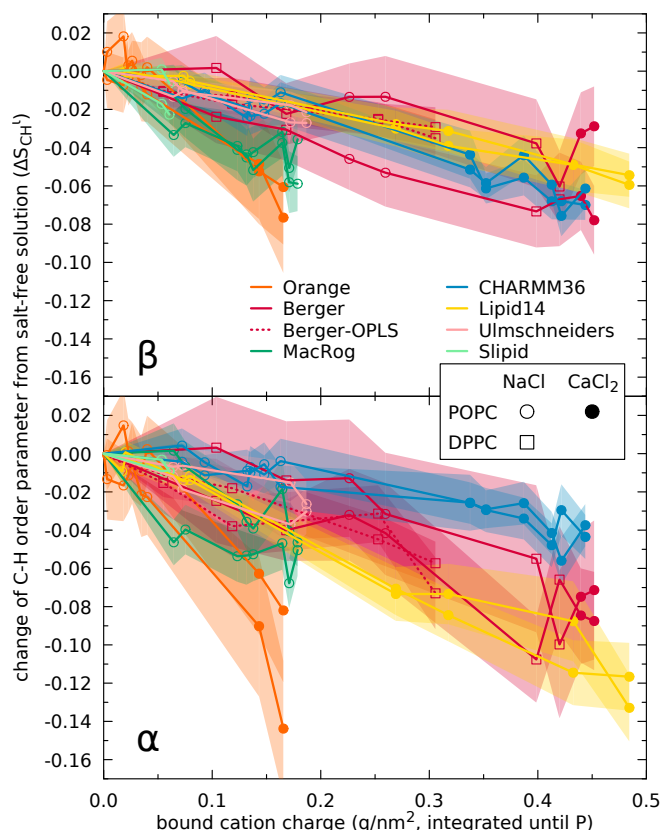 0.02
0.00
-0.02
-0.04
-0.06
-0.08
-0.10
-0.12
-0.14
-0.16
β
Orange
Berger
Berger-OPLS
MacRog
CHARMM36
Lipid14
Ulmschneiders
Slipid
NaCl CaCl₂
POPC
DPPC
0.02
0.00
-0.02
-0.04
-0.06
-0.08
-0.10
-0.12
-0.14
-0.16
α
change of C-H order parameter from salt-free solution (ΔS_CH^i)
0.0 0.1 0.2 0.3 0.4 0.5
bound cation charge (q/nm², integrated until P)